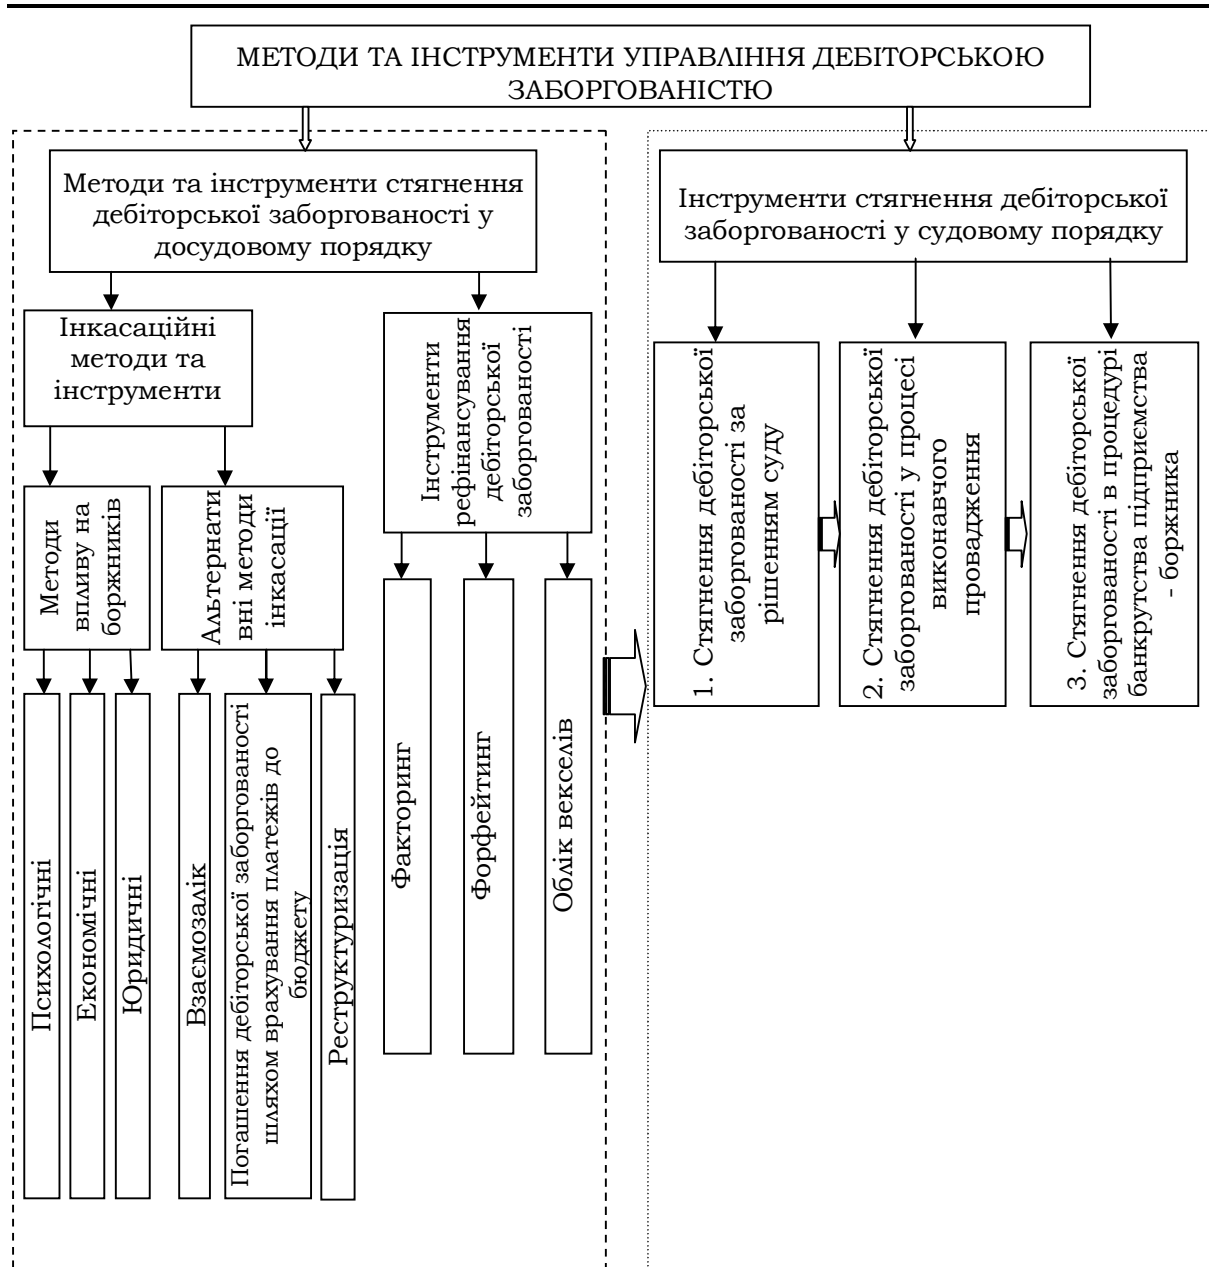 МЕТОДИ ТА ІНСТРУМЕНТИ УПРАВЛІННЯ ДЕБІТОРСЬКОЮ
ЗАБОРГОВАНІСТЮ
Методи та інструменти стягнення
дебіторської заборгованості у
досудовому порядку
Інструменти стягнення дебіторської
заборгованості у судовому порядку
Інкасаційні
методи та
інструменти
Інструменти
рефінансування
дебіторської
заборгованості
Методи
впливу на
боржників
Альтернати
вні методи
інкасації
Психологічні
Економічні
Юридичні
Взаємозалік
Погашення дебіторської заборгованості
шляхом врахування платежів до
бюджету
Реструктуризація
Факторинг
Форфейтинг
Облік векселів
1. Стягнення дебіторської
заборгованості за
рішенням суду
2. Стягнення дебіторської
заборгованості у процесі
виконавчого
провадження
3. Стягнення дебіторської
заборгованості в процедурі
банкрутства підприємства
- боржника